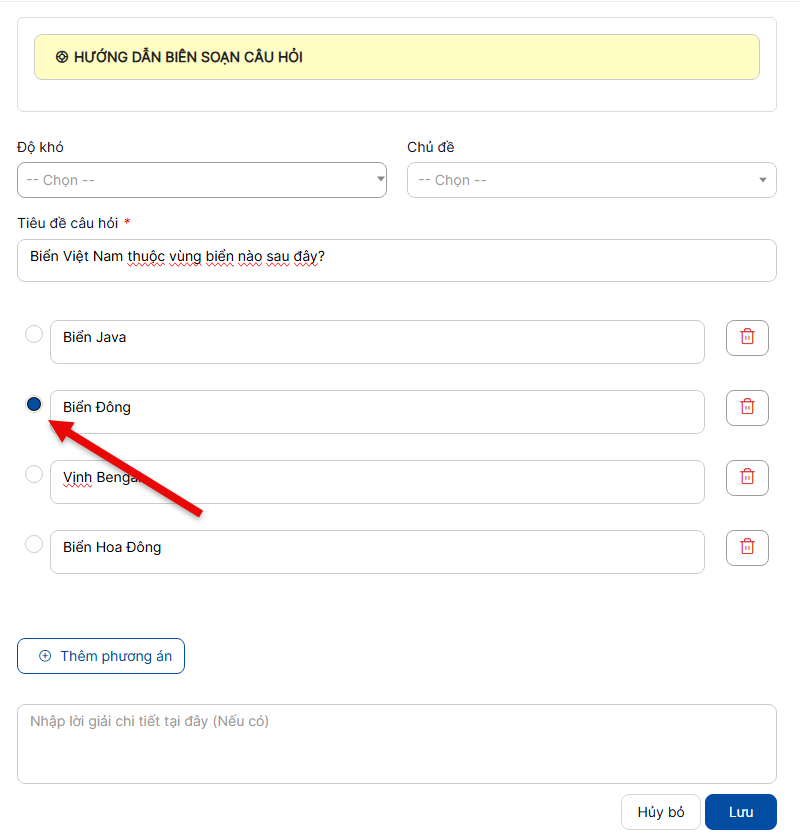 HƯỚNG DẪN BIÊN SOẠN CÂU HỎI
Độ khó
Chủ đề
-- Chọn --
-- Chọn --
Tiêu đề câu hỏi *
Biển Việt Nam thuộc vùng biển nào sau đây?
Biển Java
Biển Đông
Vịnh Benga
Biển Hoa Đông
Thêm phương án
Nhập lời giải chi tiết tại đây (Nếu có)
Hủy bỏ
Lưu